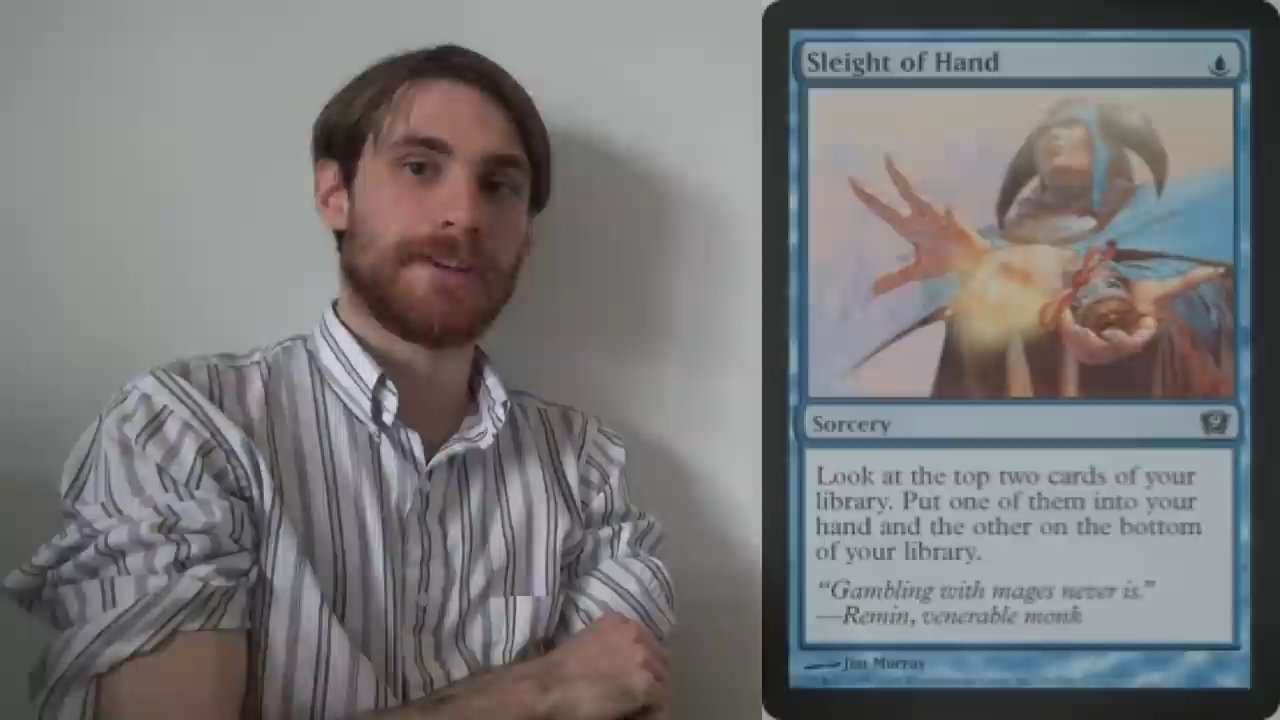 Sleight of Hand
Sorcery
9
Look at the top two cards of your
library. Put one of them into your
hand and the other on the bottom
of your library.
“Gambling with mages never is.”
—Remin, venerable monk
Jim Murray